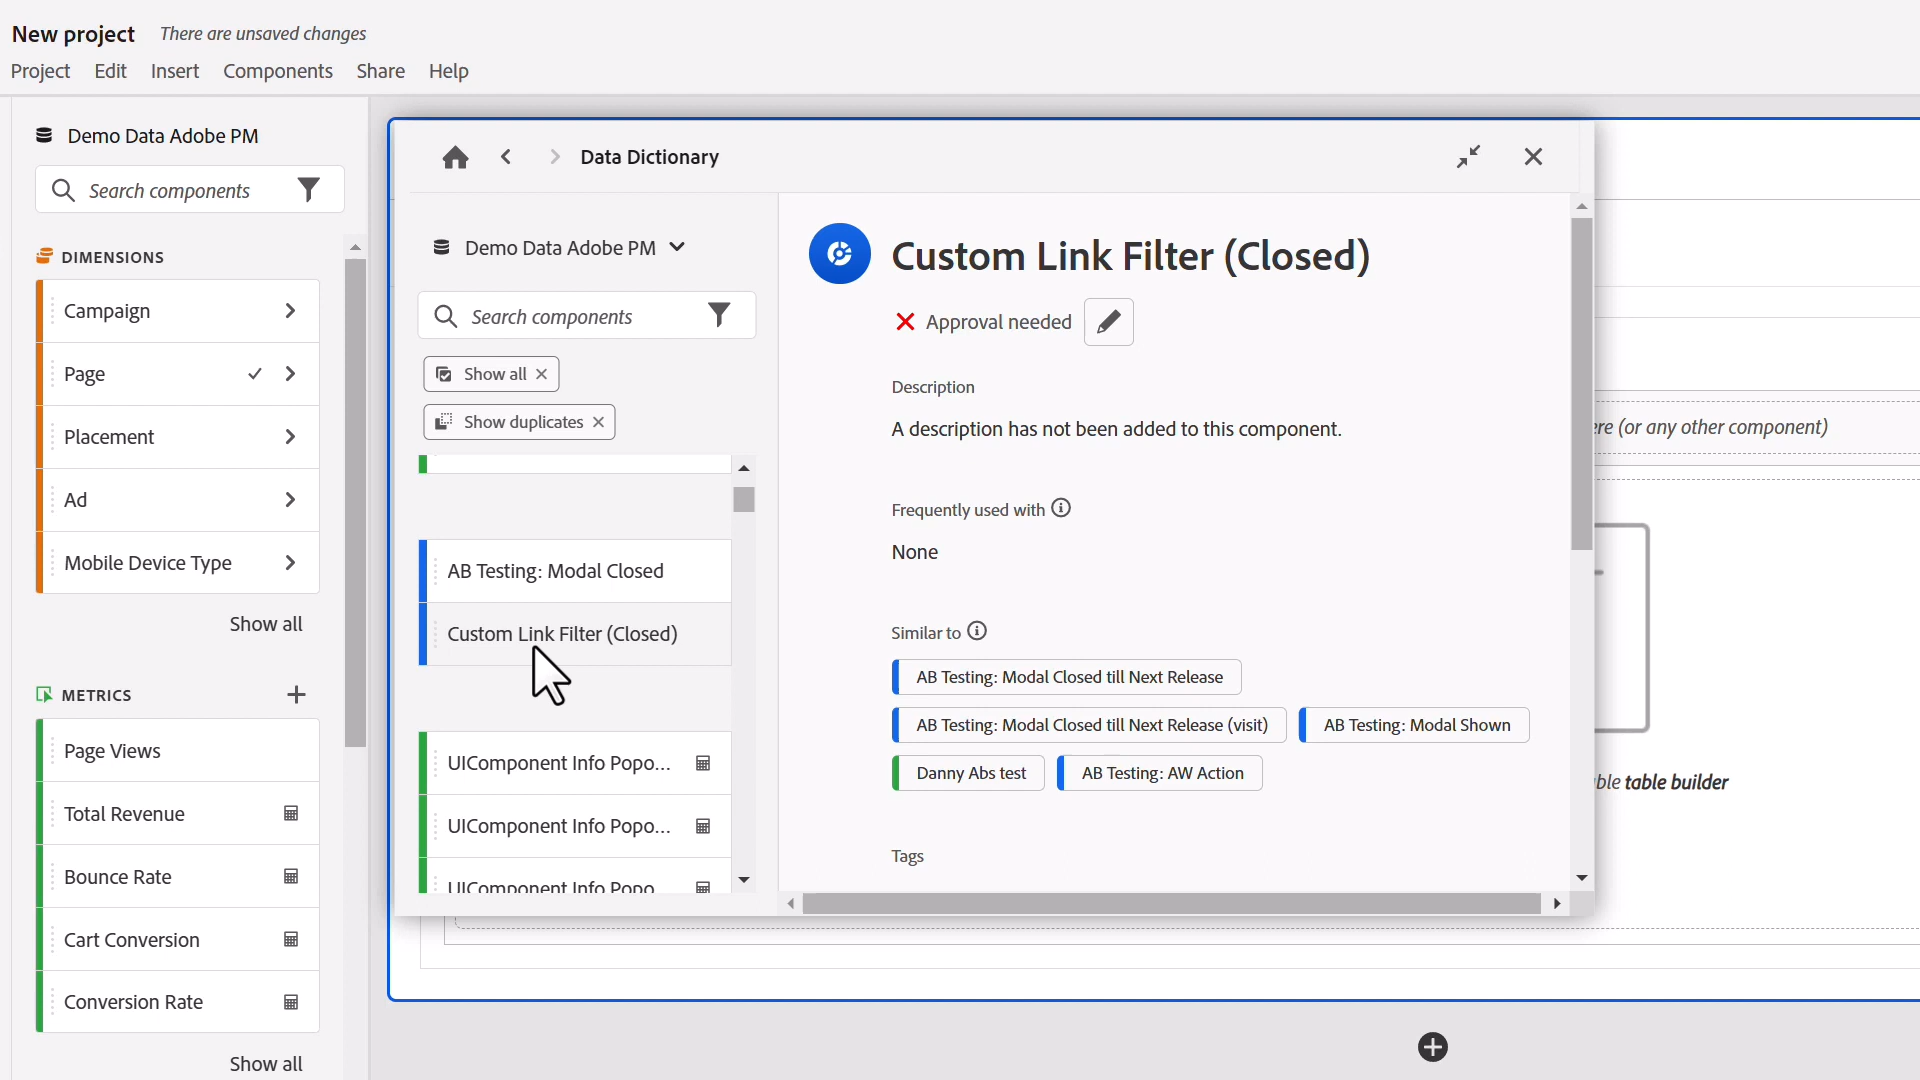 New project There are unsaved changes
Project Edit Insert Components Share Help
Demo Data Adobe PM
Search components
DIMENSIONS
Campaign
Page
Placement
Ad
Mobile Device Type
Show all
METRICS
Page Views
Total Revenue
Bounce Rate
Cart Conversion
Conversion Rate
Show all
Data Dictionary
Demo Data Adobe PM
Search components
Show all
Show duplicates
AB Testing: Modal Closed
Custom Link Filter (Closed)
UIComponent Info Popo...
UIComponent Info Popo...
UIComponent Info Popo
Custom Link Filter (Closed)
Approval needed
Description
A description has not been added to this component.
Frequently used with
None
Similar to
AB Testing: Modal Closed till Next Release
AB Testing: Modal Closed till Next Release (visit) AB Testing: Modal Shown
Danny Abs test AB Testing: AW Action
Tags
(or any other component)
table builder